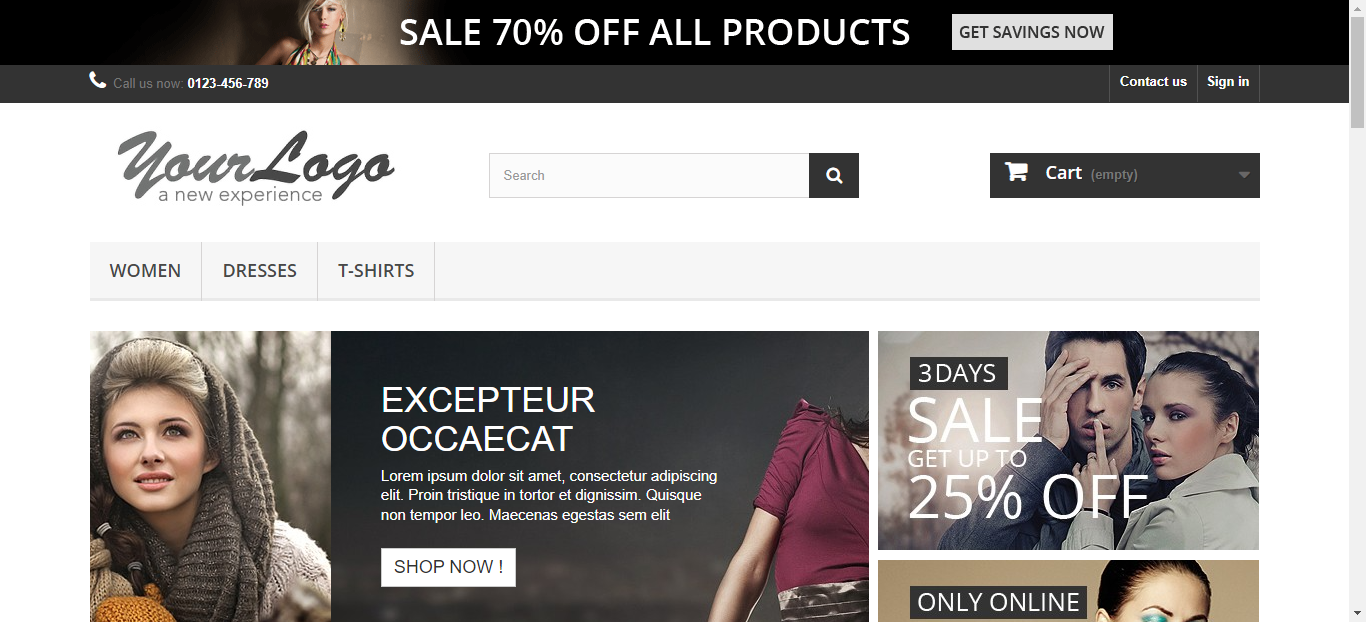 SALE 70% OFF ALL PRODUCTS
GET SAVINGS NOW
Call us now: 0123-456-789
Contact us
Sign in
YourLogo
a new experience
Search
Cart (empty)
WOMEN
DRESSES
T-SHIRTS
EXCEPTEUR
OCCAECAT
Lorem ipsum dolor sit amet, consectetur adipiscing
elit. Proin tristique in tortor et dignissim. Quisque
non tempor leo. Maecenas egestas sem elit
SHOP NOW !
3 DAYS
SALE
GET UP TO
25% OFF
ONLY ONLINE